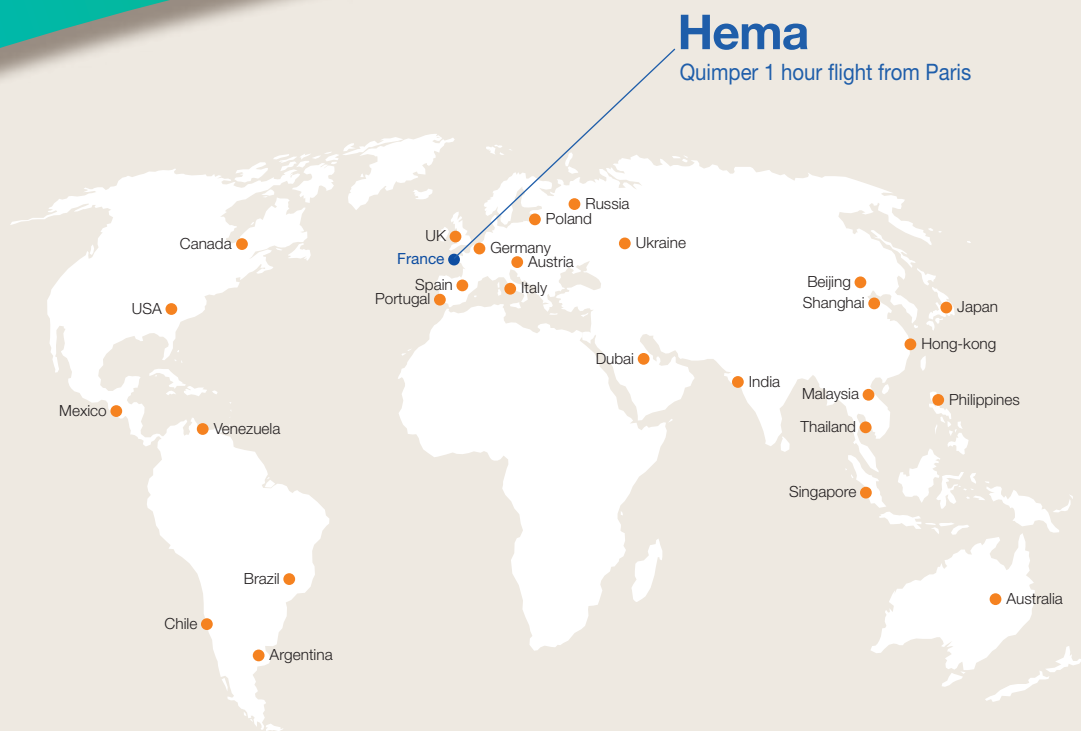 Hema
Quimper 1 hour flight from Paris
Russia
Poland
UK
Canada
Ukraine
Germany
France
Austria
Beijing
Spain
Italy
Portugal
Shanghai
Japan
USA
Hong-kong
Dubai
India
Malaysia
Philippines
Mexico
Thailand
Venezuela
Singapore
Brazil
Australia
Chile
Argentina